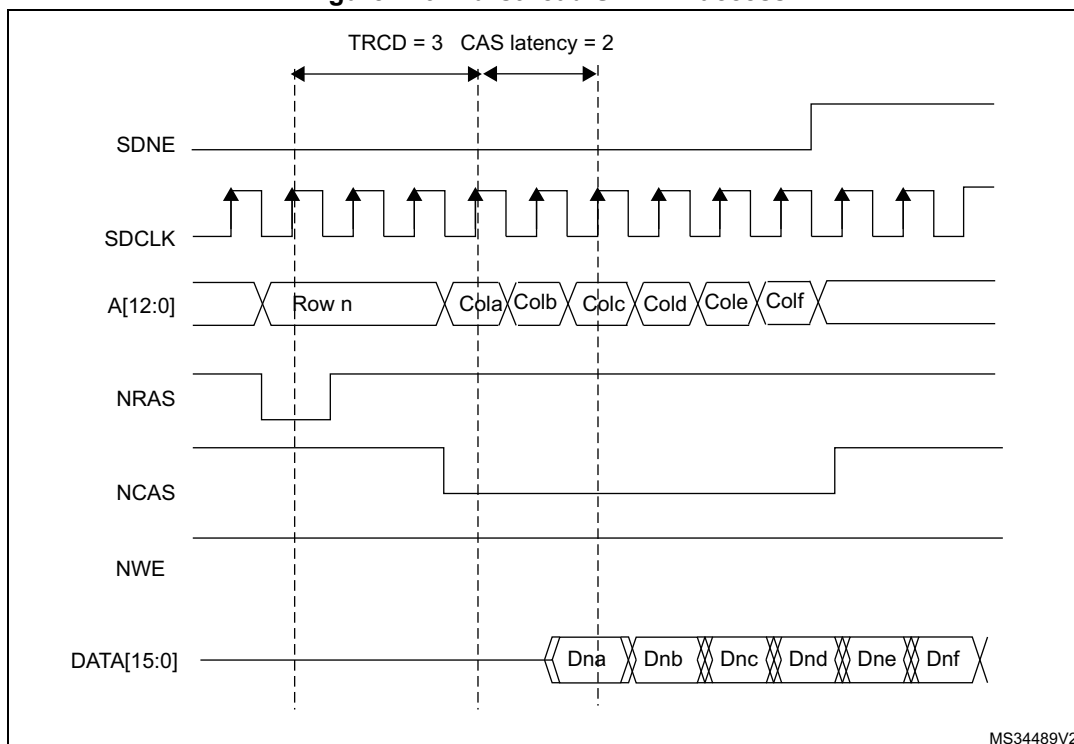 TRCD = 3 CAS latency = 2
SDNE
SDCLK
A[12:0]
Row n
Cola
Colb
Colc
Cold
Cole
Colf
NRAS
NCAS
NWE
DATA[15:0]
Dna
Dnb
Dnc
Dnd
Dne
Dnf
MS34489V2